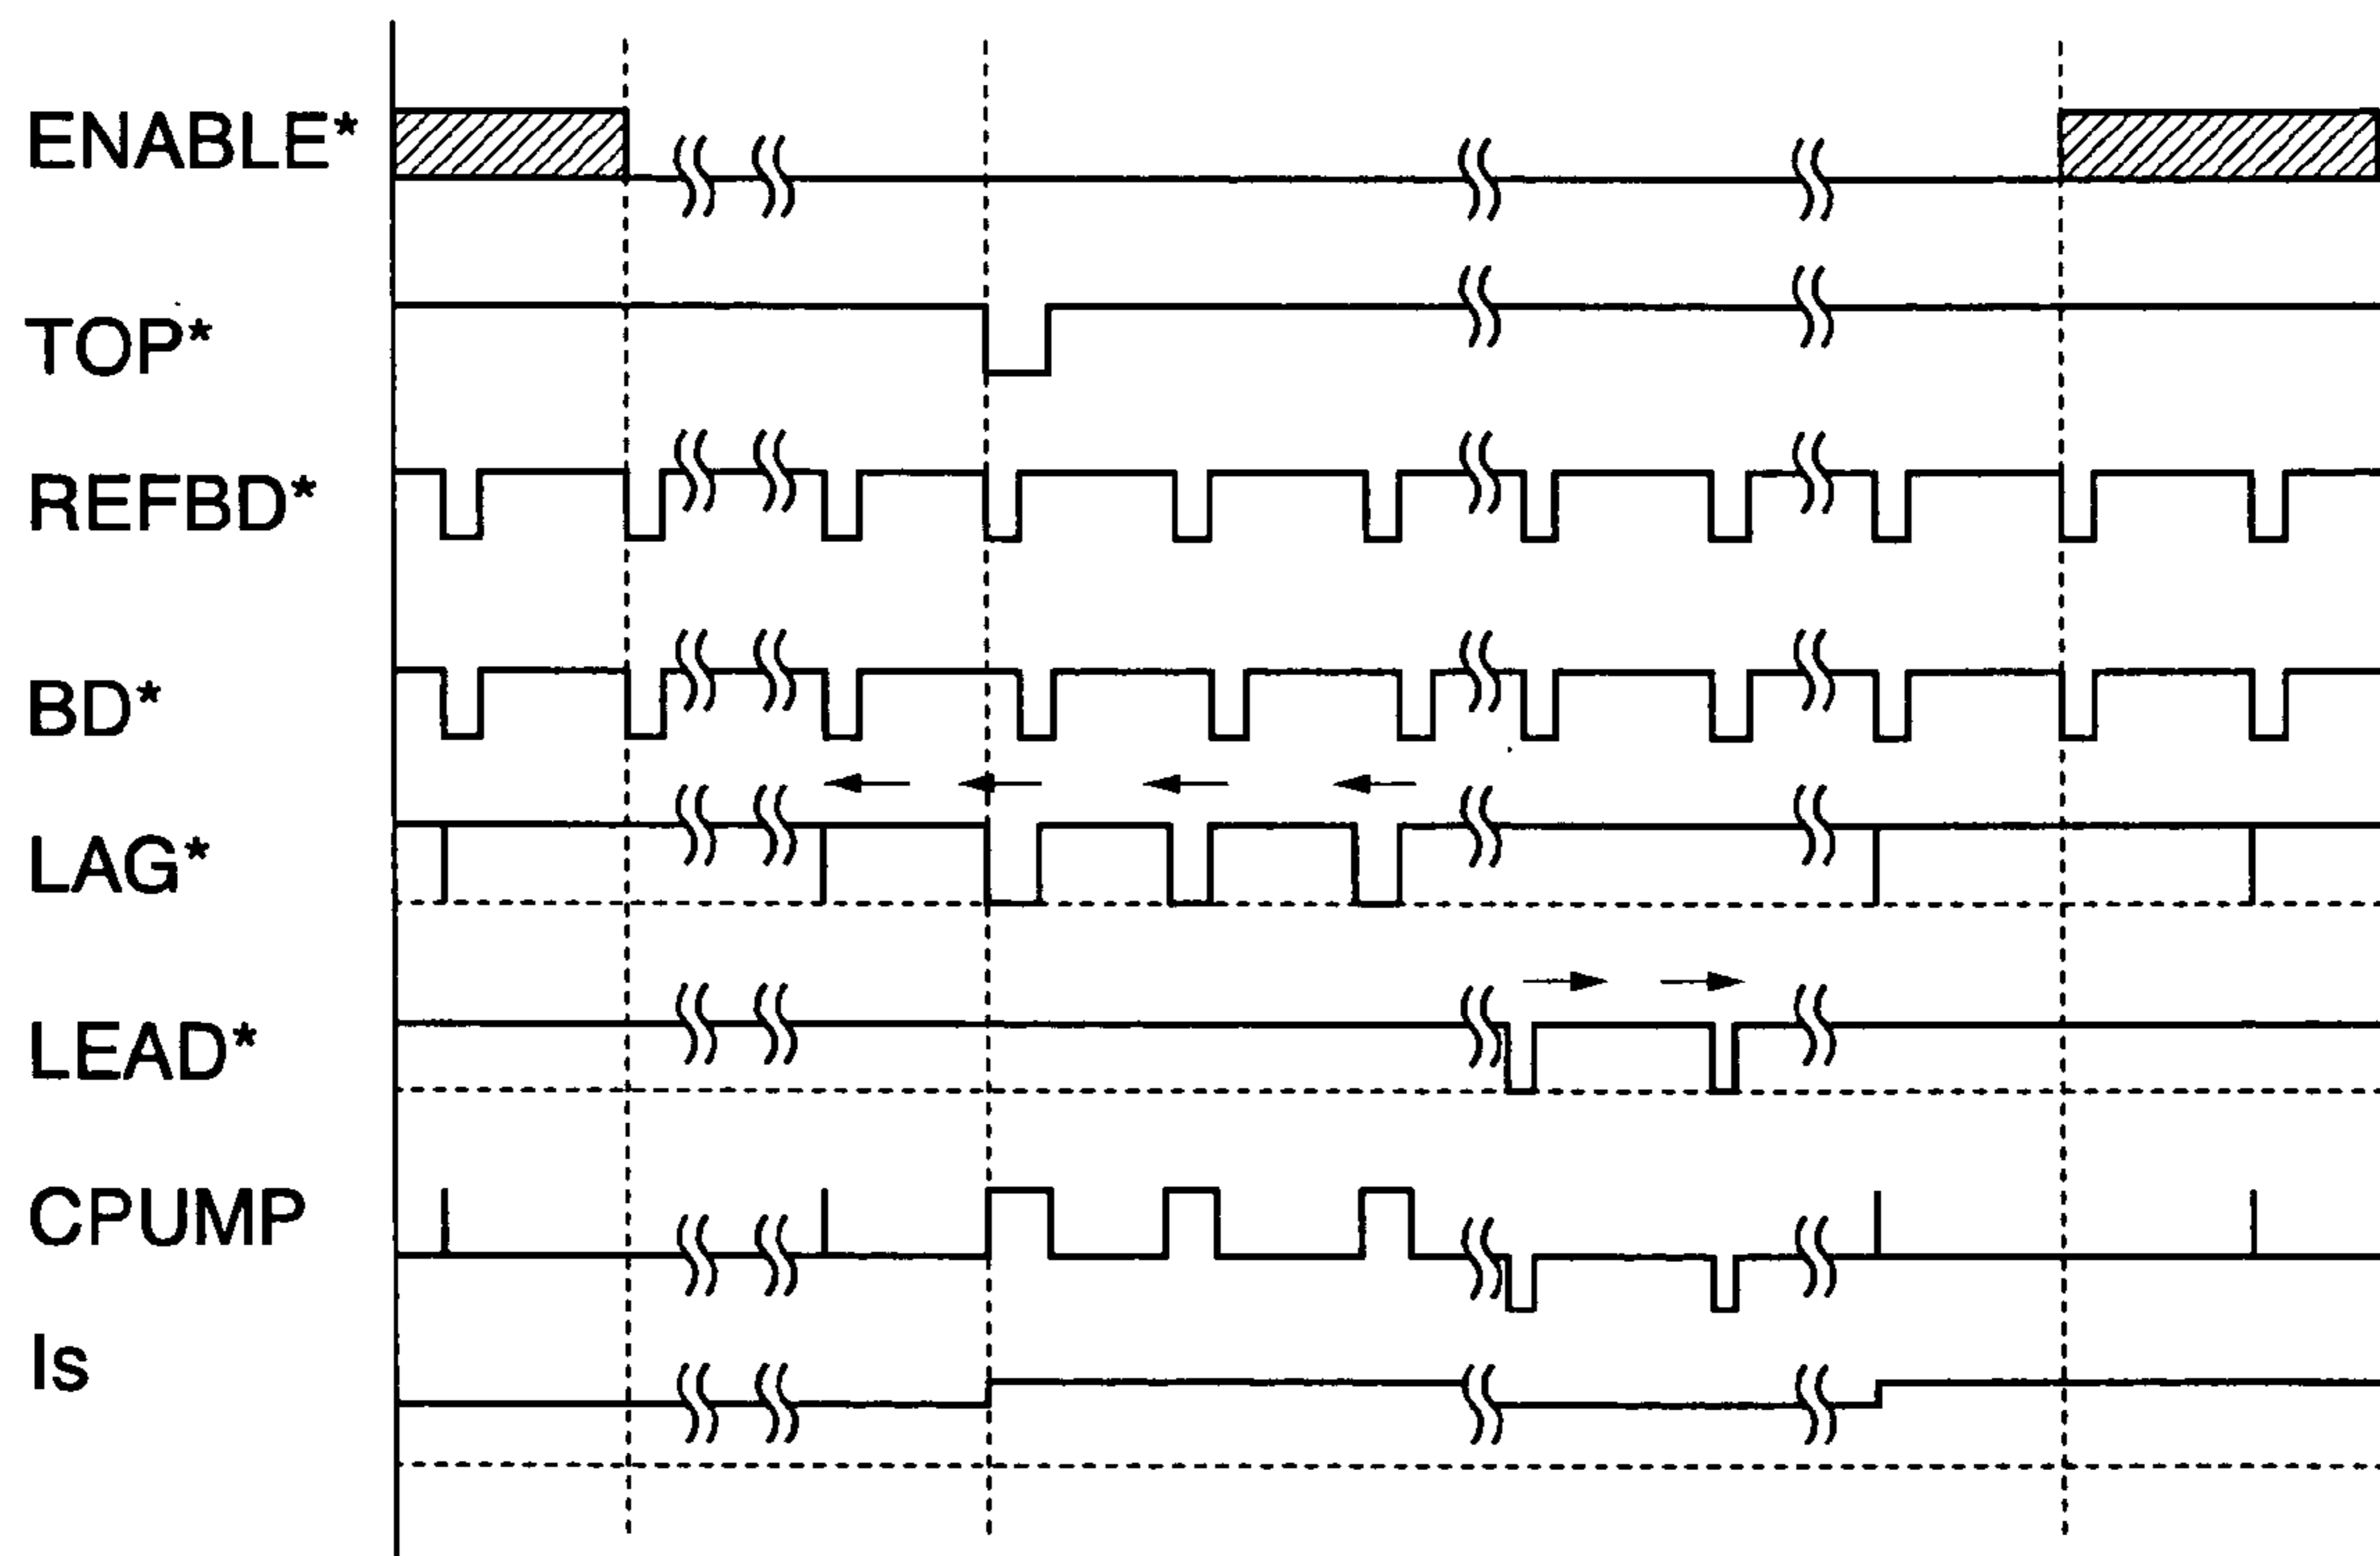 ENABLE*
TOP*
REFBD*
BD*
LAG*
LEAD*
CPUMP
Is